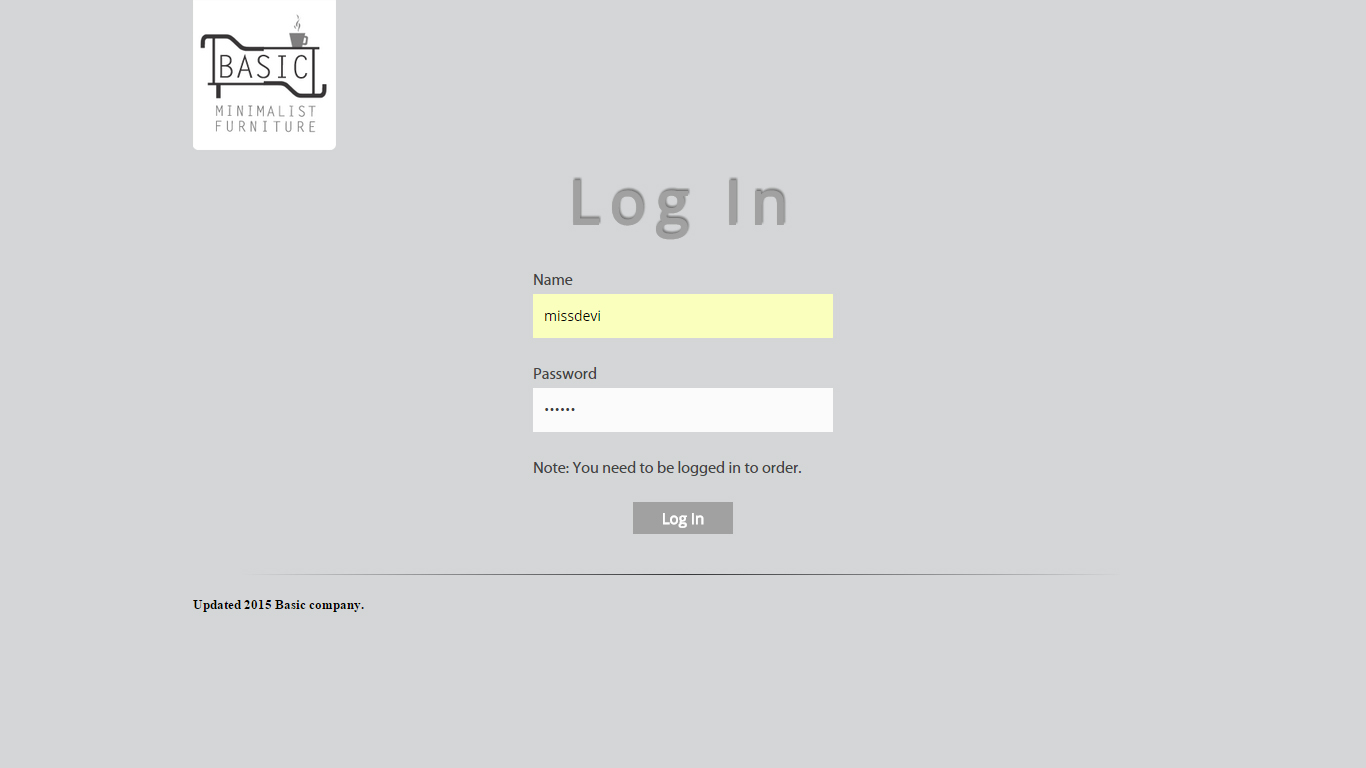 BASIC
MINIMALIST
FURNITURE
Log In
Name
missdevi
Password
••••••
Note: You need to be logged in to order.
Log In
Updated 2015 Basic company.